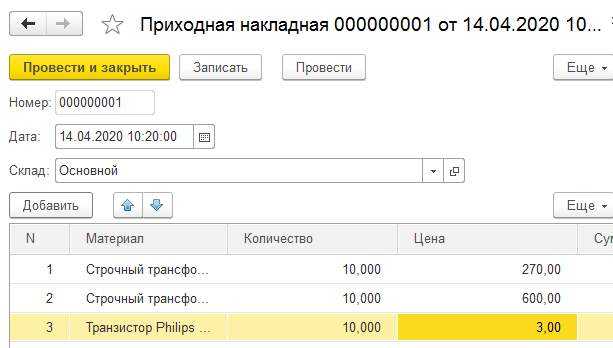 Приходная накладная 000000001 от 14.04.2020 10...
Провести и закрыть Записать Провести Еще
Номер: 000000001
Дата: 14.04.2020 10:20:00
Склад: Основной
Добавить Еще
N Материал Количество Цена Сум
1 Строчный трансфо... 10,000 270,00
2 Строчный трансфо... 10,000 600,00
3 Транзистор Philips ... 10,000 3,00